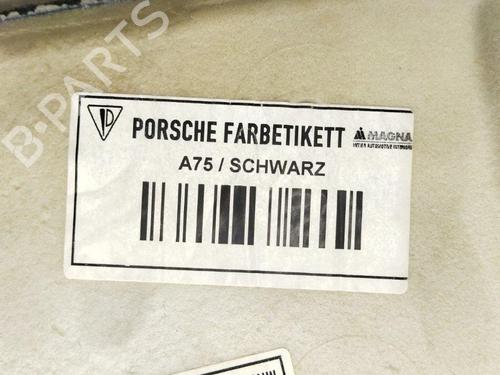 B-PARTS
PORSCHE FARBETIKETT
MAGNA
A75 / SCHWARZ